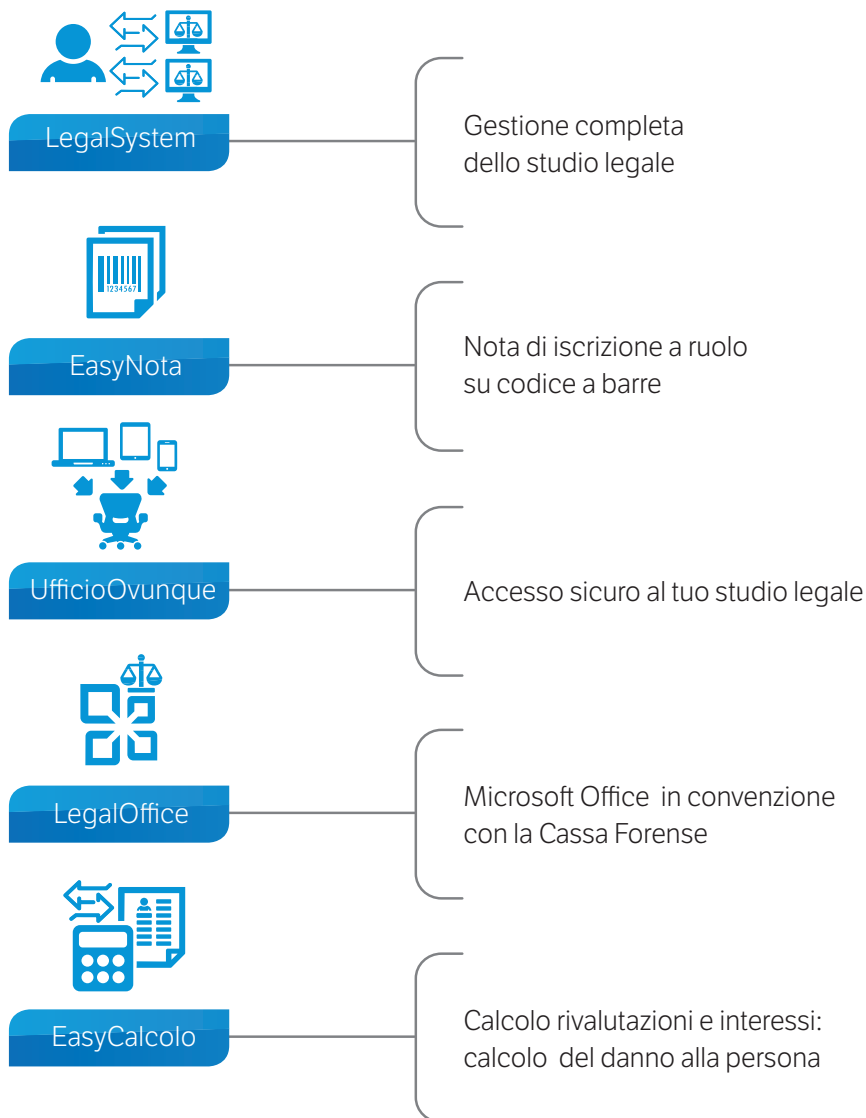 LegalSystem
Gestione completa
dello studio legale
1234567
EasyNota
Nota di iscrizione a ruolo
su codice a barre
UfficioOvunque
Accesso sicuro al tuo studio legale
LegalOffice
Microsoft Office in convenzione
con la Cassa Forense
EasyCalcolo
Calcolo rivalutazioni e interessi:
calcolo del danno alla persona